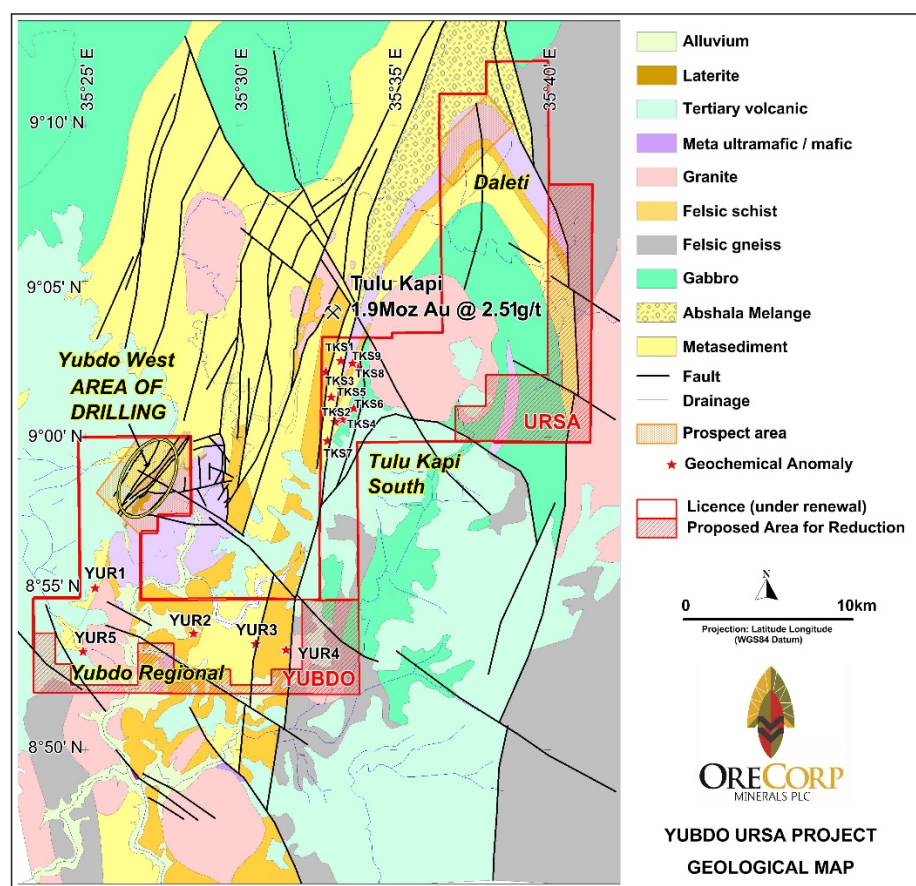 35°25' E
35°30' E
35°35' E
35°40' E
9°10' N
Daleti
9°05' N
Tulu Kapi
1.9Moz Au @ 2.51g/t
TKS1
TKS9
TKS3
TKS8
TKS5
TKS2
TKS6
TKS4
TKS7
Yubdo West
AREA OF
DRILLING
9°00' N
URSA
Tulu Kapi
South
8°55' N
YUR1
YUR2
YUR3
YUR5
YUR4
Yubdo Regional
YUBDO
8°50' N
Alluvium
Laterite
Tertiary volcanic
Meta ultramafic / mafic
Granite
Felsic schist
Felsic gneiss
Gabbro
Abshala Melange
Metasediment
Fault
Drainage
Prospect area
Geochemical Anomaly
Licence (under renewal)
Proposed Area for Reduction
N
0 10km
Projection: Latitude Longitude
(WGS84 Datum)
ORECORP
MINERALS PLC
YUBDO URSA PROJECT
GEOLOGICAL MAP